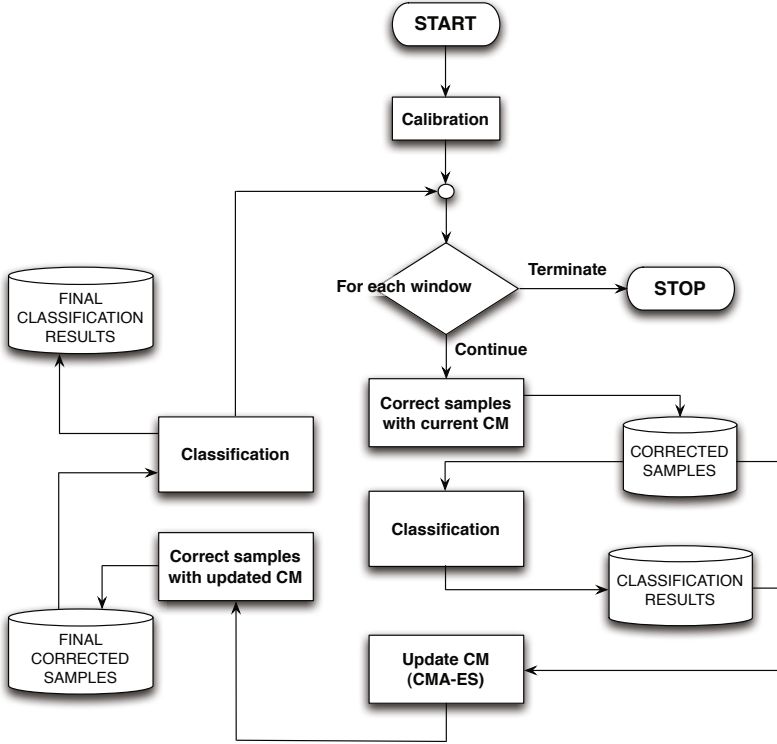 START
Calibration
For each window
Terminate
STOP
Continue
Correct samples
with current CM
CORRECTED
SAMPLES
Classification
CLASSIFICATION
RESULTS
Update CM
(CMA-ES)
Correct samples
with updated CM
FINAL
CORRECTED
SAMPLES
Classification
FINAL
CLASSIFICATION
RESULTS